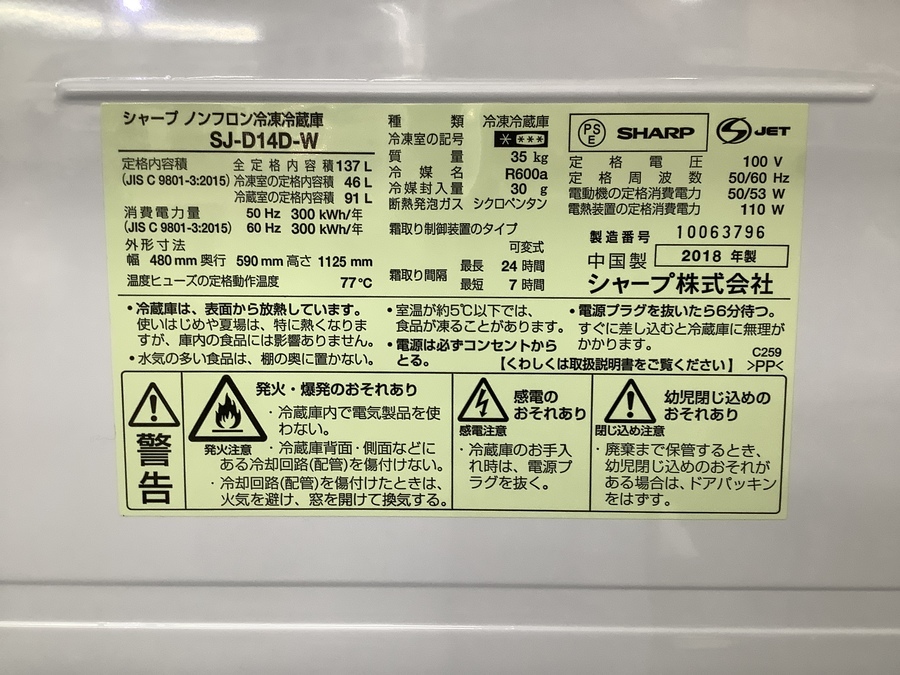 シャープ ノンフロン冷凍冷蔵庫
SJ-D14D-W
定格内容積 全定格内容積 137 L
(JIS C 9801-3:2015) 冷凍室の定格内容積 46 L
冷蔵室の定格内容積 91 L
消費電力量 50 Hz 300 kWh/年
(JIS C 9801-3:2015) 60 Hz 300 kWh/年
外形寸法
幅 480 mm 奥行 590 mm 高さ 1125 mm
温度ヒューズの定格動作温度 77℃
種類 冷凍冷蔵庫
冷凍室の記号 * ***
質量 35 kg
冷媒名 R600a
冷媒封入量 30 g
断熱発泡ガス シクロペンタン
霜取り制御装置のタイプ
可変式
霜取り間隔 最長 24 時間
最短 7 時間
PS
E
SHARP
S JET
定格電圧 100 V
定格周波数 50/60 Hz
電動機の定格消費電力 50/53 W
電熱装置の定格消費電力 110 W
製造番号 10063796
中国製 2018 年製
シャープ株式会社
・冷蔵庫は、表面から放熱しています。
使いはじめや夏場は、特に熱くなりま
すが、庫内の食品には影響ありません。
・水気の多い食品は、棚の奥に置かない。
・室温が約5℃以下では、
食品が凍ることがあります。
・電源は必ずコンセントから
とる。
・電源プラグを抜いたら6分待つ。
すぐに差し込むと冷蔵庫に無理が
かかります。
【くわしくは取扱説明書をご覧ください】
C259
>PP<
警告
発火・爆発のおそれあり
発火注意
・冷蔵庫内で電気製品を使
わない。
・冷蔵庫背面・側面などに
ある冷却回路(配管)を傷付けない。
・冷却回路(配管)を傷付けたときは、
火気を避け、窓を開けて換気する。
感電の
おそれあり
感電注意
・冷蔵庫のお手入
れ時は、電源プ
ラグを抜く。
幼児閉じ込めの
おそれあり
閉じ込め注意
・廃棄まで保管するとき、
幼児閉じ込めのおそれが
ある場合は、ドアパッキン
をはずす。